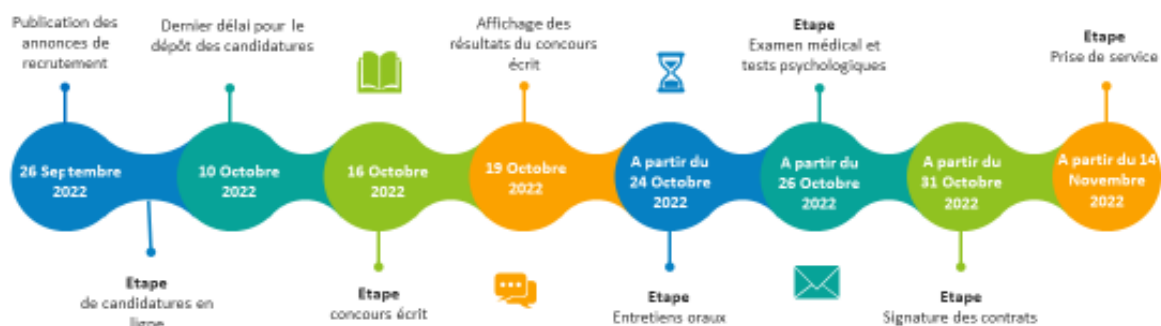 Publication des
annonces de
recrutement
26 Septembre
2022
Etape
de candidatures en
ligne
Dernier délai pour le
dépôt des candidatures
10 Octobre
2022
16 Octobre
2022
Etape
concours écrit
Affichage des
résultats du concours
écrit
19 Octobre
2022
A partir du
24 Octobre
2022
Etape
Entretiens oraux
Etape
Examen médical et
tests psychologiques
A partir du
26 Octobre
2022
A partir du
31 Octobre
2022
Etape
Signature des contrats
Etape
Prise de service
A partir du 14
Novembre
2022